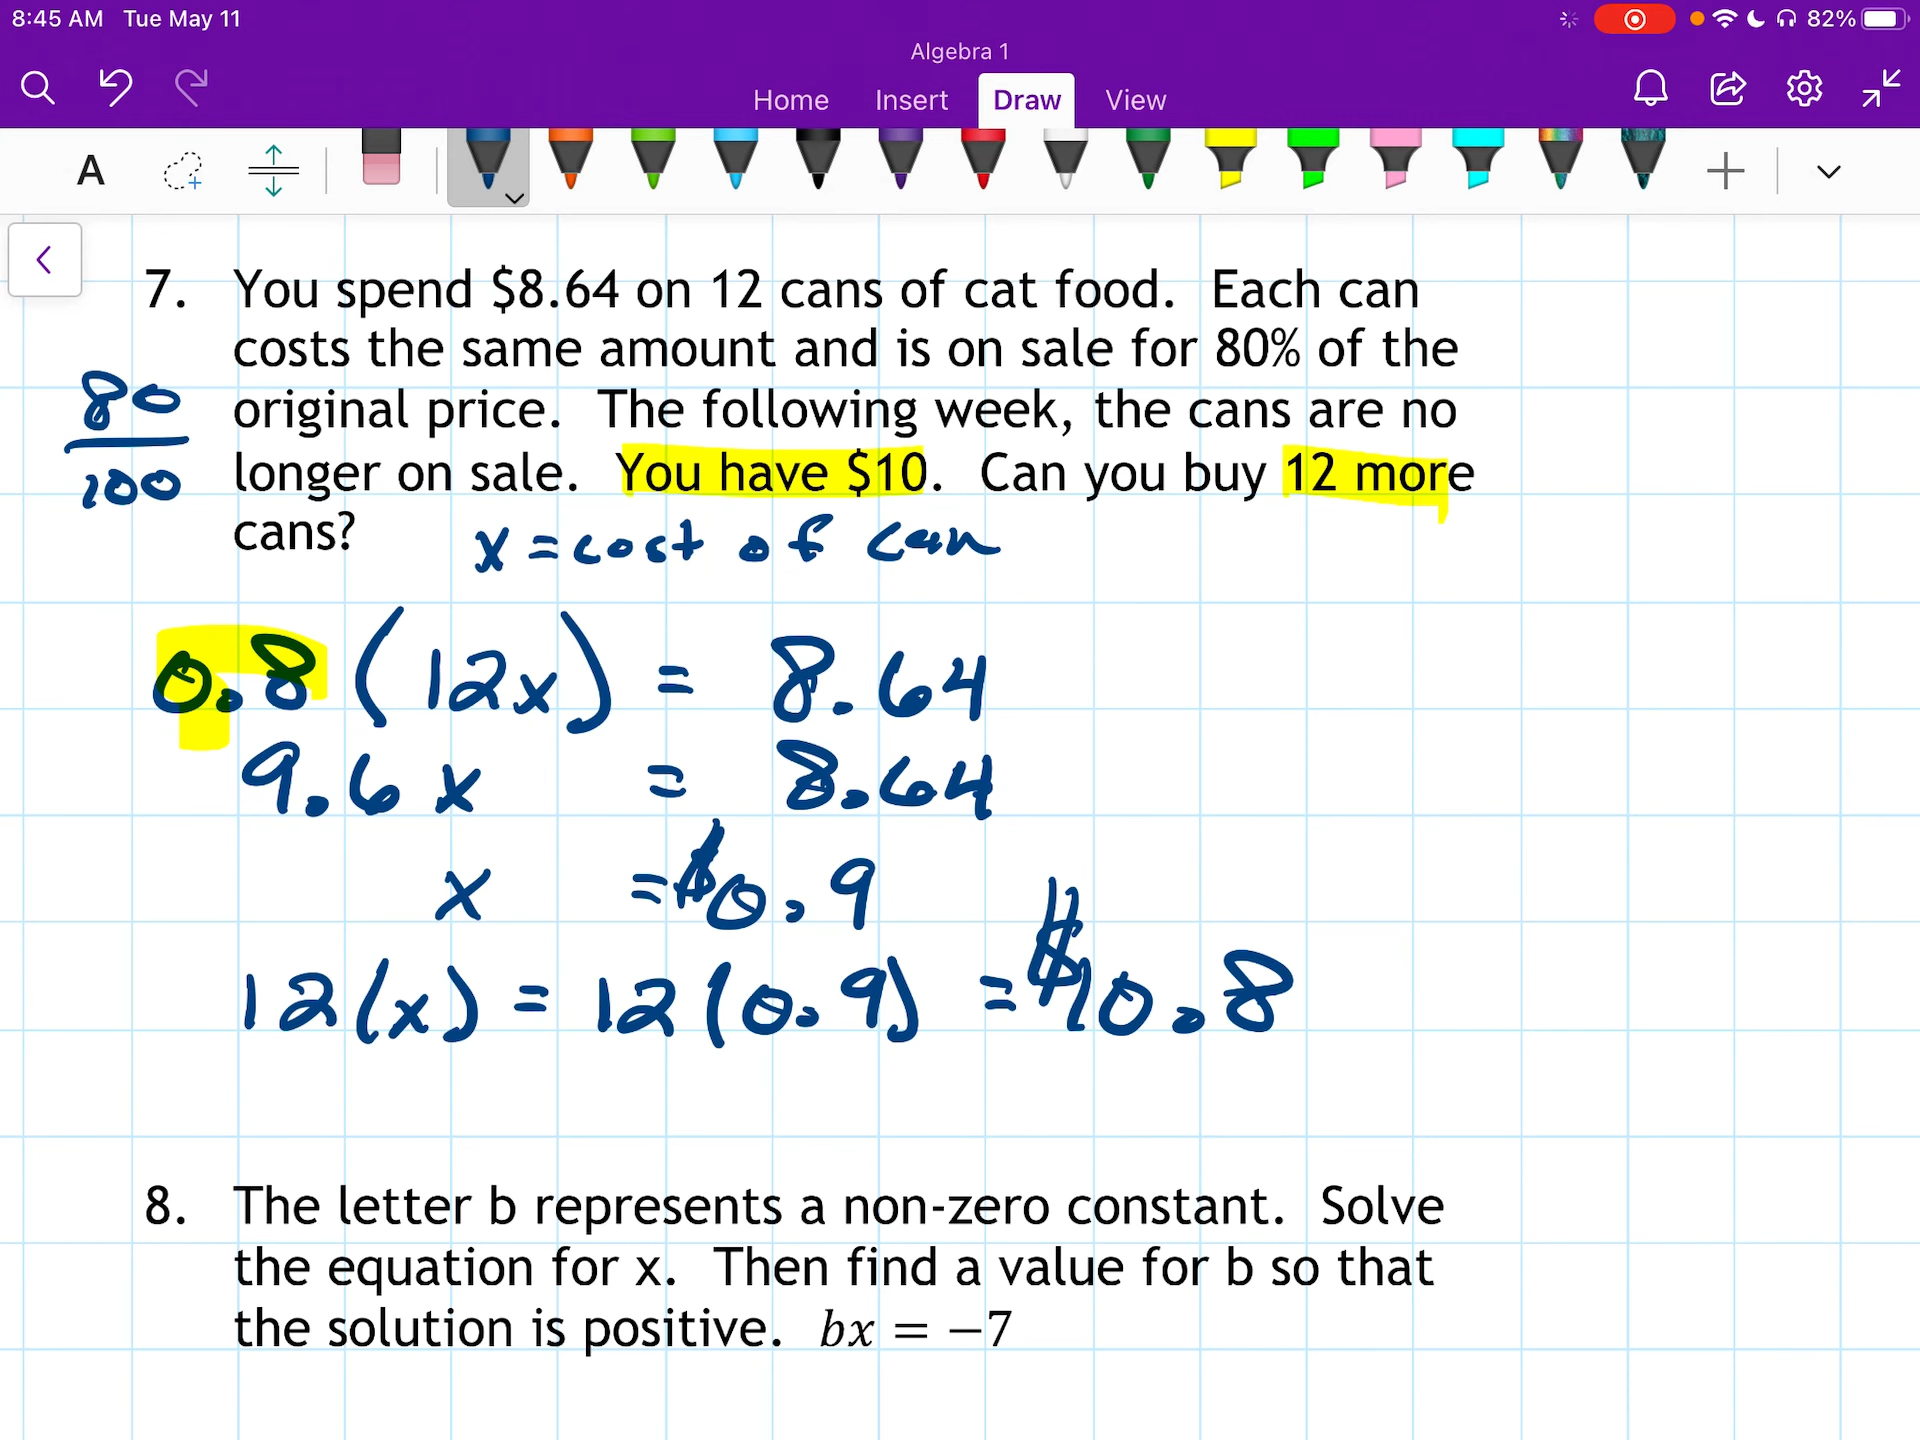 8:45 AM Tue May 11
82%
Algebra 1
Home Insert Draw View
A
7. You spend $8.64 on 12 cans of cat food. Each can
costs the same amount and is on sale for 80% of the
original price. The following week, the cans are no
longer on sale. You have $10. Can you buy 12 more
cans?
80
100
x = cost of can
0.8 (12x) = 8.64
9.6x = 8.64
x = $0.9
12(x) = 12(0.9) = $10.8
8. The letter b represents a non-zero constant. Solve
the equation for x. Then find a value for b so that
the solution is positive. bx = −7